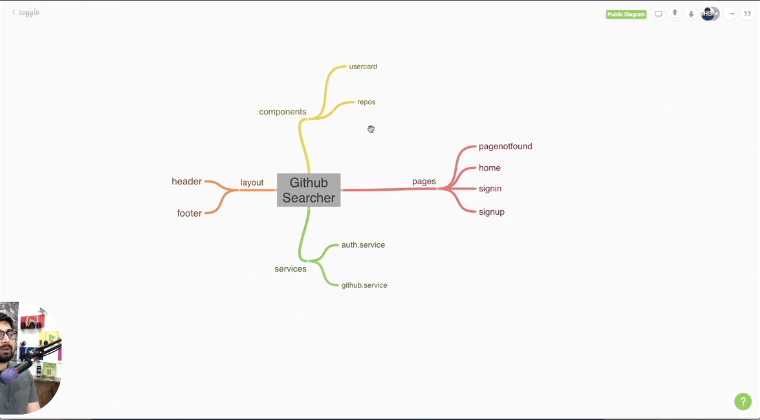 coggle
Public Diagram
usercard
repos
components
pagenotfound
home
pages
signin
signup
header
layout
footer
Github
Searcher
auth.service
services
github.service
?